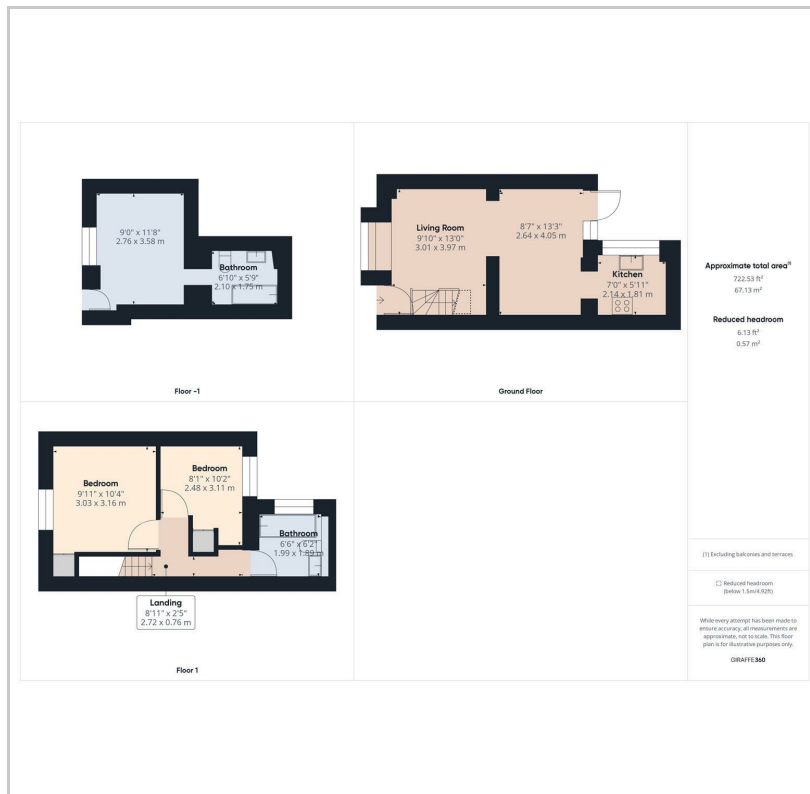 9'0" x 11'8"
2.76 x 3.58 m
Bathroom
6'10" x 5'9"
2.10 x 1.75 m
Floor -1
Living Room
9'10" x 13'0"
3.01 x 3.97 m
8'7" x 13'3"
2.64 x 4.05 m
Kitchen
7'0" x 5'11"
2.14 x 1.81 m
Ground Floor
Bedroom
9'11" x 10'4"
3.03 x 3.16 m
Bedroom
8'1" x 10'2"
2.48 x 3.11 m
Bathroom
6'6" x 6'2"
1.99 x 1.89 m
Landing
8'11" x 2'5"
2.72 x 0.76 m
Floor 1
Approximate total area⁽¹⁾
722.53 ft²
67.13 m²
Reduced headroom
6.13 ft²
0.57 m²
(1) Excluding balconies and terraces
Reduced headroom
(below 1.5m/4.92ft)
While every attempt has been made to
ensure accuracy, all measurements are
approximate, not to scale. This floor
plan is for illustrative purposes only.
GIRAFFE360